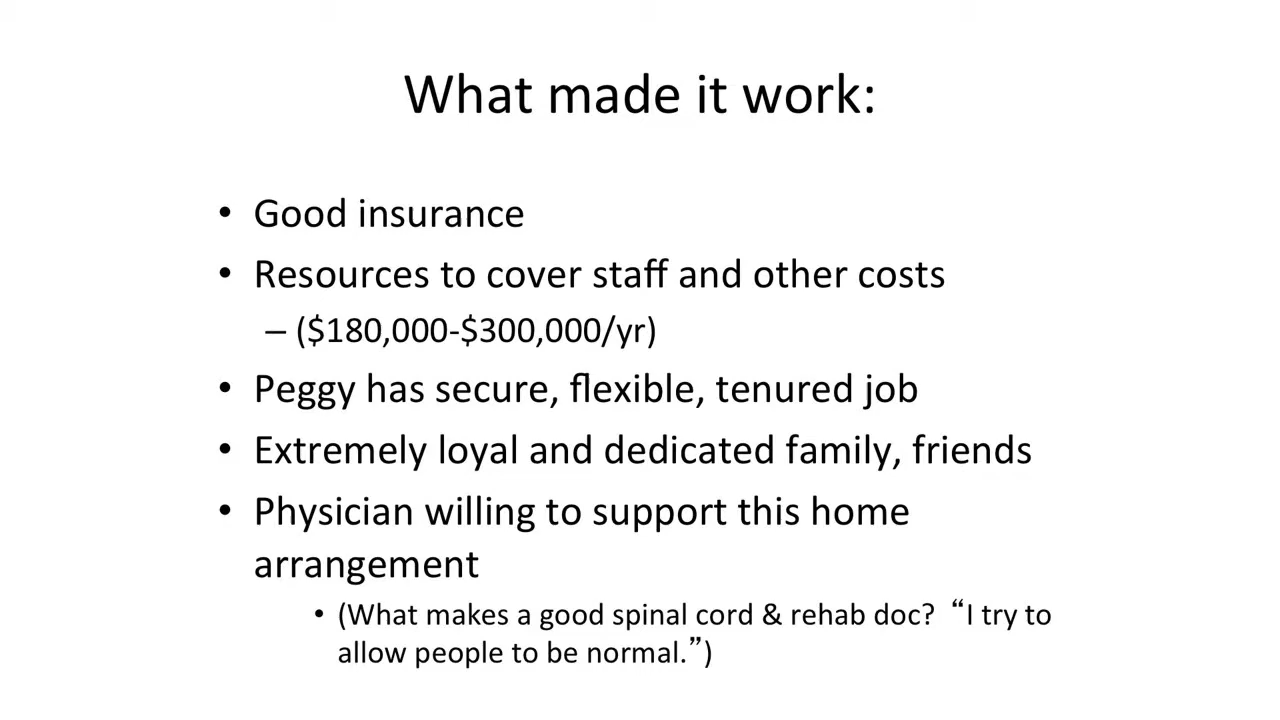 What made it work:
• Good insurance
• Resources to cover staff and other costs
– ($180,000-$300,000/yr)
• Peggy has secure, flexible, tenured job
• Extremely loyal and dedicated family, friends
• Physician willing to support this home
arrangement
• (What makes a good spinal cord & rehab doc? “I try to
allow people to be normal.”)